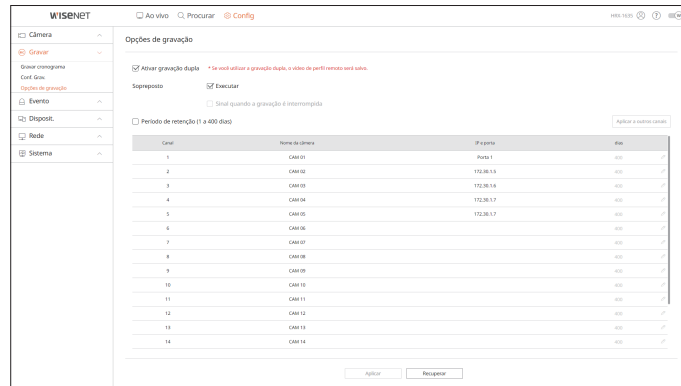 WISENET
Ao vivo Procurar Config
HRX-1635
Câmera
Gravar
Gravar cronograma
Conf. Grav.
Opções de gravação
Evento
Disposit.
Rede
Sistema
Opções de gravação
Ativar gravação dupla * Se você utilizar a gravação dupla, o vídeo de perfil remoto será salvo.
Sopreposto Executar
Sinal quando a gravação é interrompida
Período de retenção (1 a 400 dias) Aplicar a outros canais
Canal Nome da câmera IP e porta dias
1 CAM 01 Porta 1 400
2 CAM 02 172.30.1.5 400
3 CAM 03 172.30.1.6 400
4 CAM 04 172.30.1.7 400
5 CAM 05 172.30.1.7 400
6 CAM 06 400
7 CAM 07 400
8 CAM 08 400
9 CAM 09 400
10 CAM 10 400
11 CAM 11 400
12 CAM 12 400
13 CAM 13 400
14 CAM 14 400
Aplicar Recuperar